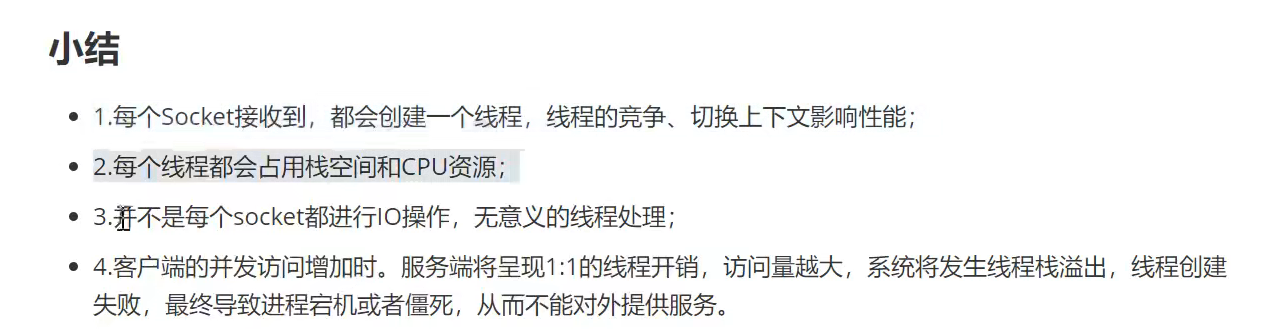 小结
1.每个Socket接收到，都会创建一个线程，线程的竞争、切换上下文影响性能；
2.每个线程都会占用栈空间和CPU资源；
3.并不是每个socket都进行IO操作，无意义的线程处理；
4.客户端的并发访问增加时。服务端将呈现1:1的线程开销，访问量越大，系统将发生线程栈溢出，线程创建
失败，最终导致进程宕机或者僵死，从而不能对外提供服务。